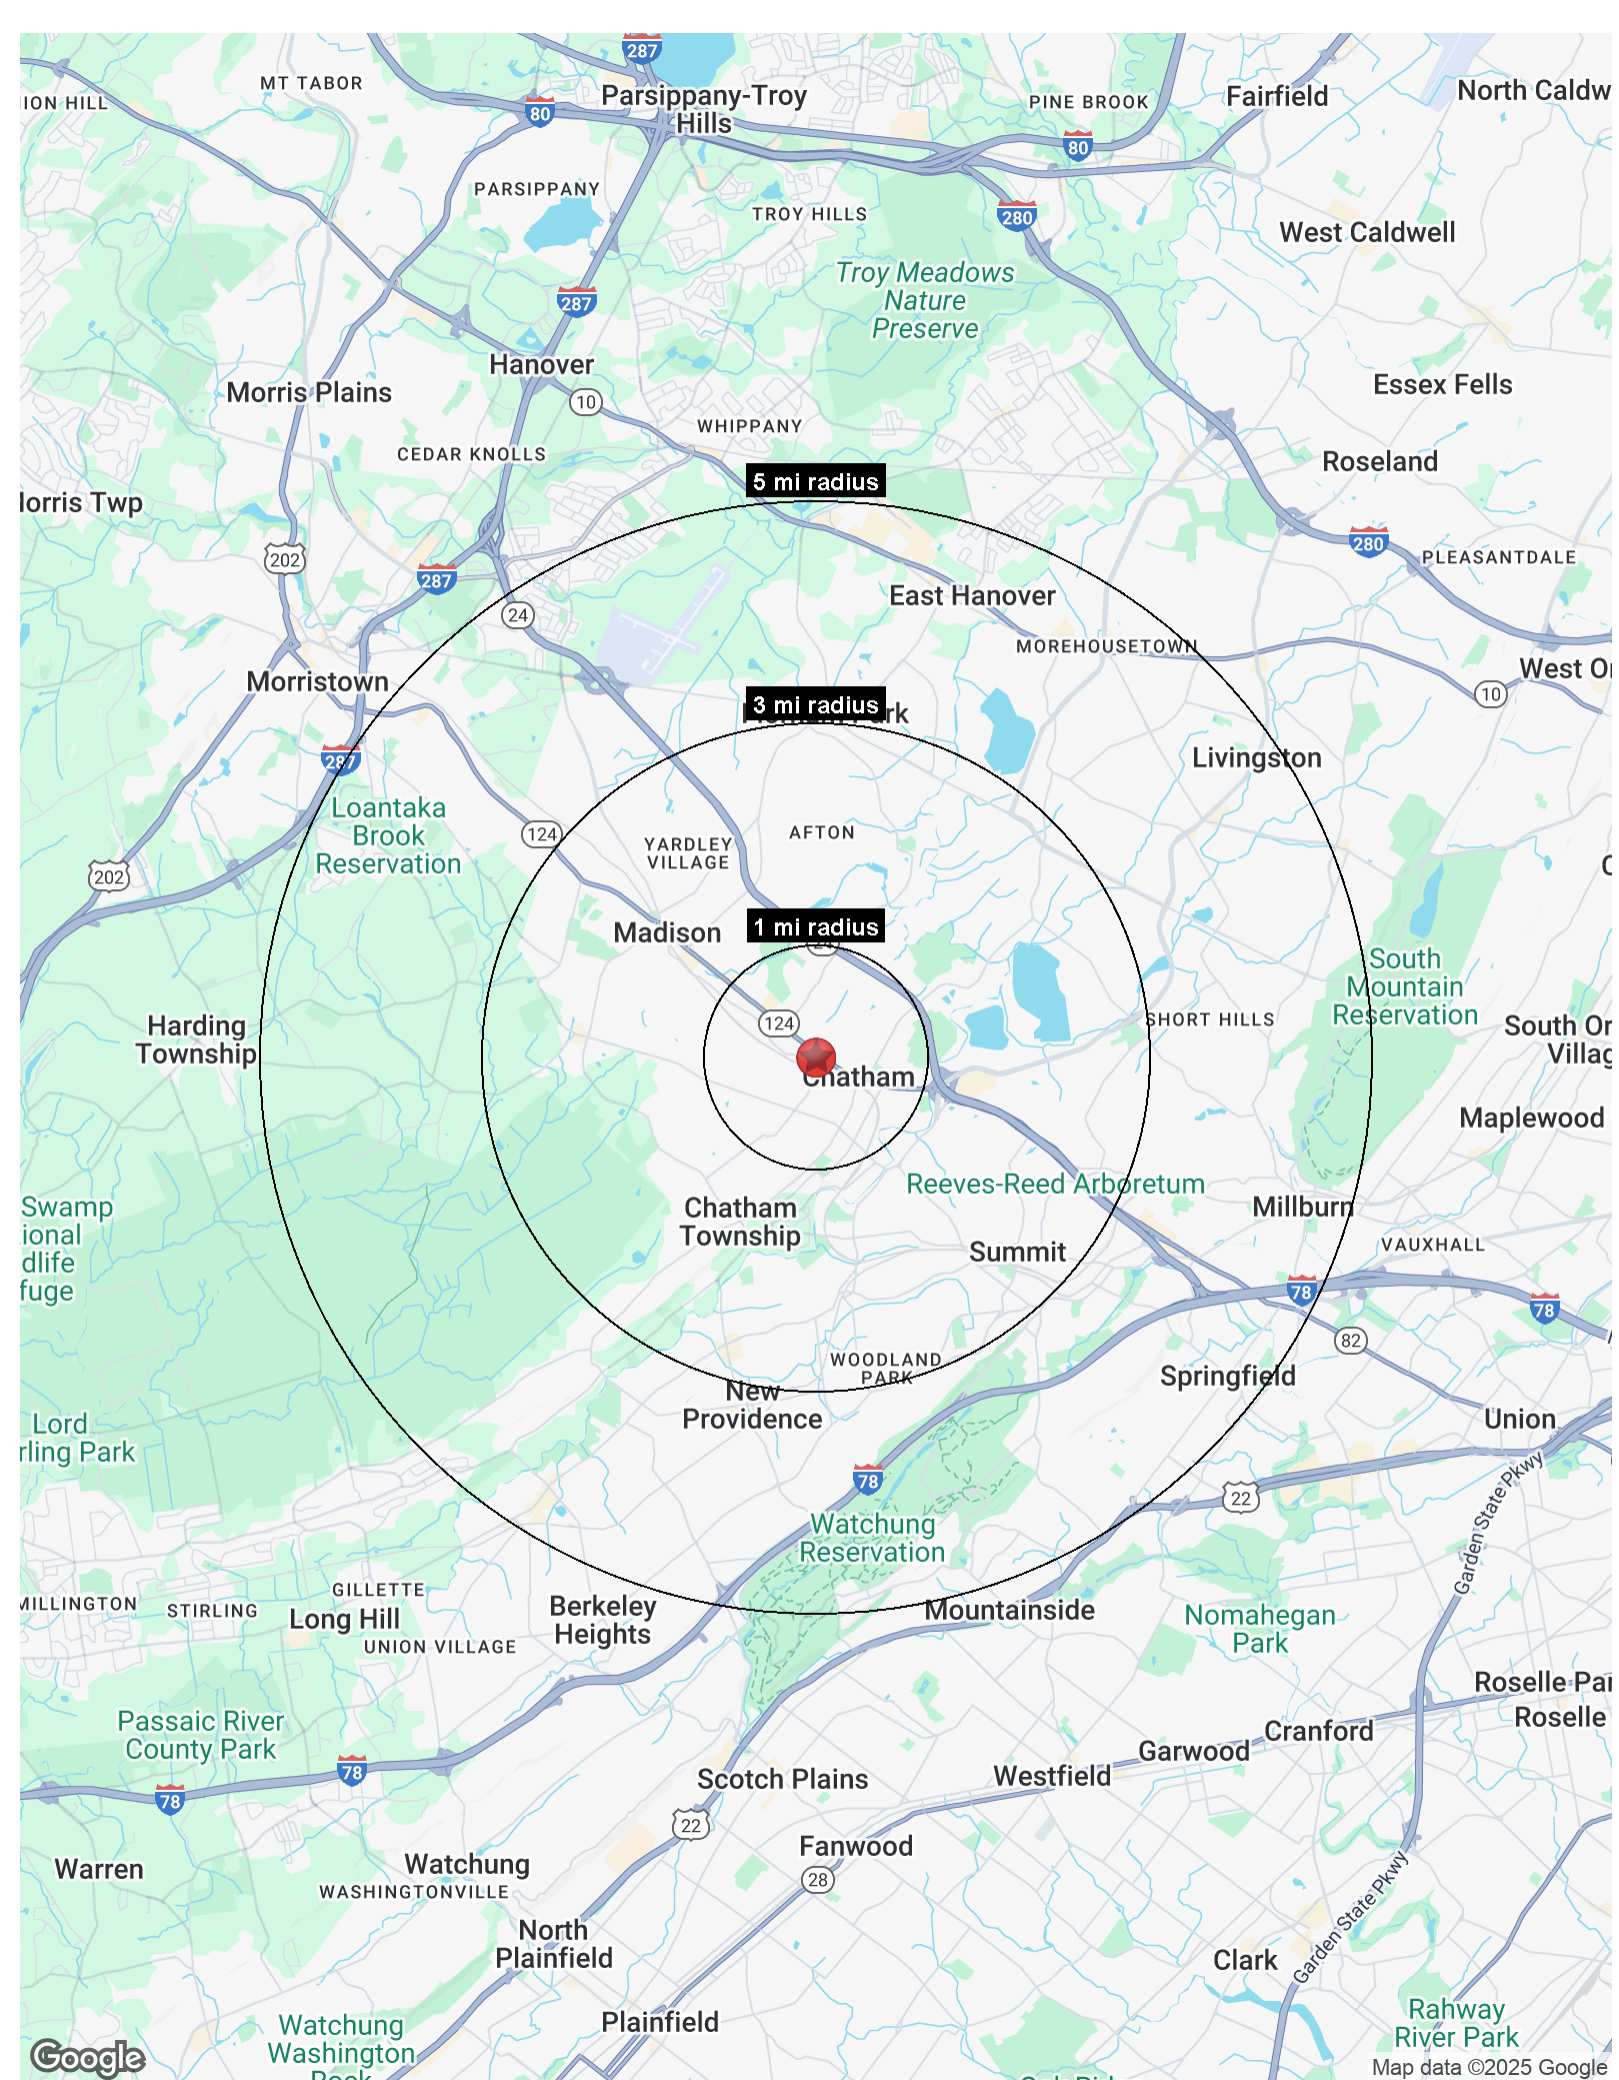 287
MT TABOR
ION HILL
Parsippany-Troy
Hills
80
PINE BROOK
Fairfield
North Caldw
80
PARSIPPANY
TROY HILLS
280
West Caldwell
Troy Meadows
Nature
Preserve
287
Hanover
Morris Plains
10
Essex Fells
WHIPPANY
CEDAR KNOLLS
Roseland
5 mi radius
orris Twp
202
287
280
PLEASANTDALE
24
East Hanover
MOREHOUSETOWN
West O
Morristown
10
3 mi radius
rk
287
Livingston
Loantaka
Brook
Reservation
124
AFTON
YARDLEY
VILLAGE
202
Madison
1 mi radius
24
South
Mountain
Reservation
Harding
Township
124
SHORT HILLS
South Or
Villag
Chatham
Maplewood
Reeves-Reed Arboretum
Swamp
ional
dlife
fuge
Chatham
Township
Millburn
Summit
VAUXHALL
78
78
82
WOODLAND
PARK
Springfield
New
Providence
Lord
rling Park
Union
78
22
Garden State Pkwy
Watchung
Reservation
MILLINGTON
STIRLING
GILLETTE
Long Hill
UNION VILLAGE
Berkeley
Heights
Mountainside
Nomahegan
Park
Roselle Par
Roselle
Passaic River
County Park
Cranford
Garwood
78
78
Scotch Plains
Westfield
22
Fanwood
28
Warren
Watchung
WASHINGTONVILLE
Garden State Pkwy
North
Plainfield
Clark
Plainfield
Rahway
River Park
Watchung
Washington
Rock
Google
Map data ©2025 Google